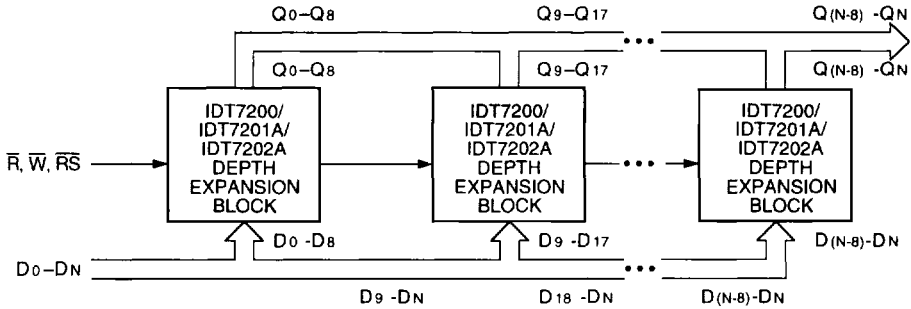 Q0–Q8 Q9–Q17 Q(N-8) -QN
Q0–Q8 Q9–Q17 Q(N-8) -QN
IDT7200/
IDT7201A/
IDT7202A
DEPTH
EXPANSION
BLOCK
IDT7200/
IDT7201A/
IDT7202A
DEPTH
EXPANSION
BLOCK
IDT7200/
IDT7201A/
IDT7202A
DEPTH
EXPANSION
BLOCK
R̅, W̅, R̅S̅
D0 -D8 D9 -D17 D(N-8)-DN
D0–DN
D9 -DN D18 -DN D(N-8)-DN